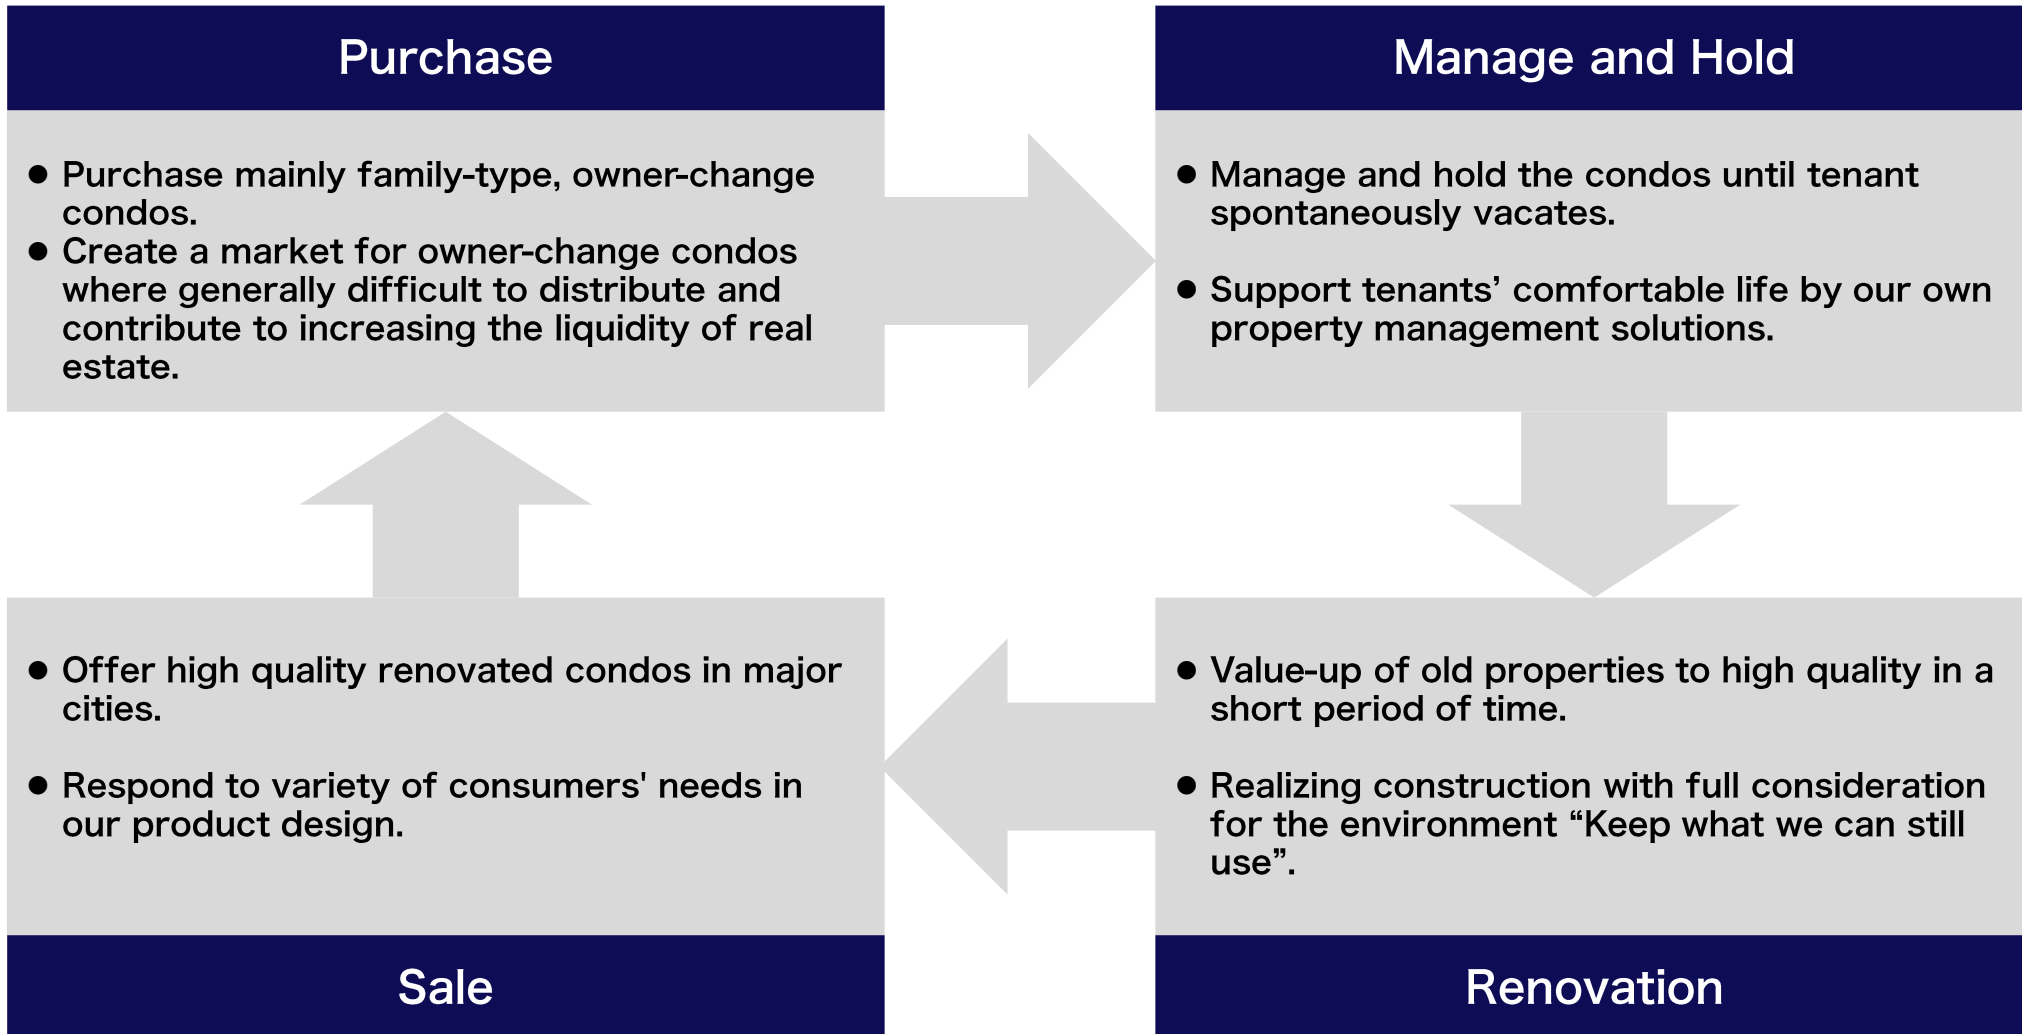 Purchase
● Purchase mainly family-type, owner-change
condos.
● Create a market for owner-change condos
where generally difficult to distribute and
contribute to increasing the liquidity of real
estate.
Manage and Hold
● Manage and hold the condos until tenant
spontaneously vacates.
● Support tenants’ comfortable life by our own
property management solutions.
● Offer high quality renovated condos in major
cities.
● Respond to variety of consumers' needs in
our product design.
Sale
● Value-up of old properties to high quality in a
short period of time.
● Realizing construction with full consideration
for the environment “Keep what we can still
use”.
Renovation